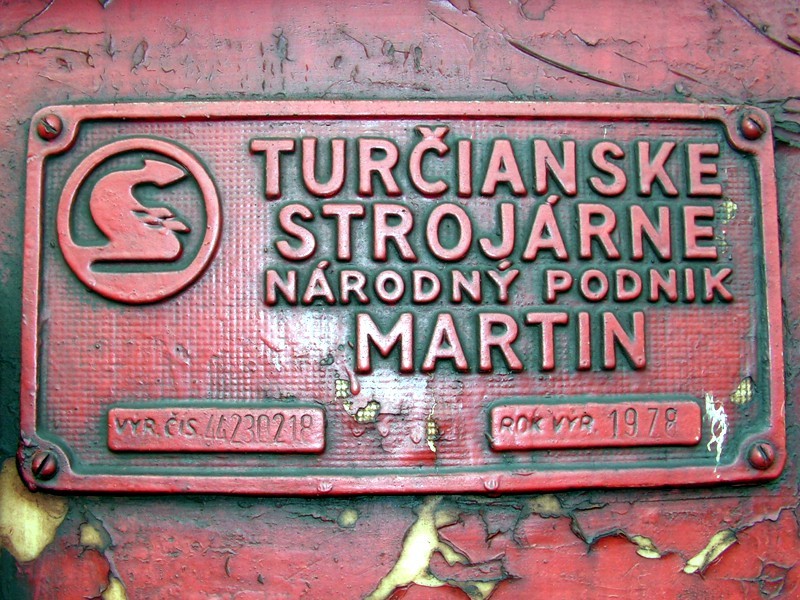 TURČIANSKE
STROJÁRNE
NÁRODNÝ PODNIK
MARTIN
VÝR. ČÍS. 44230218 ROK VÝR. 1978